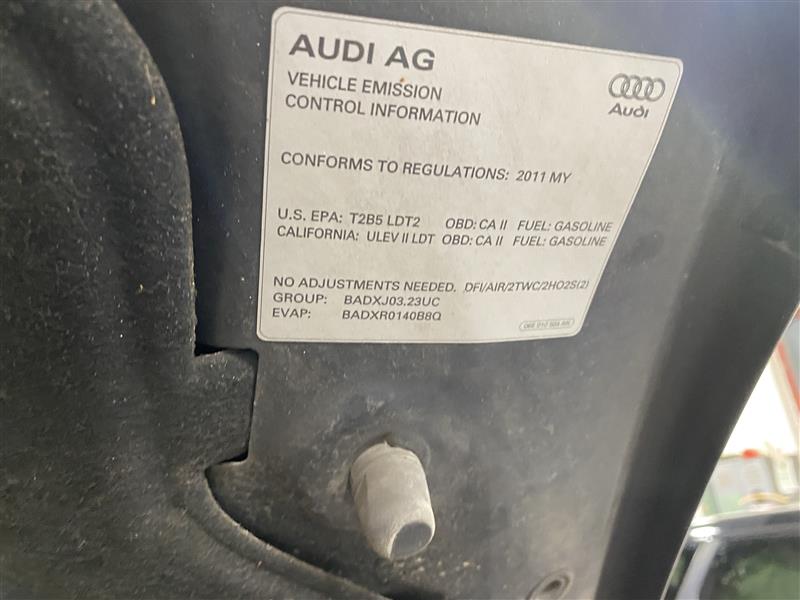 AUDI AG
VEHICLE EMISSION
CONTROL INFORMATION
Audi
CONFORMS TO REGULATIONS: 2011 MY
U.S. EPA: T2B5 LDT2 OBD: CA II FUEL: GASOLINE
CALIFORNIA: ULEV II LDT OBD: CA II FUEL: GASOLINE
NO ADJUSTMENTS NEEDED. DFI/AIR/2TWC/2HO2S(2)
GROUP: BADXJ03.23UC
EVAP: BADXR0140B8Q